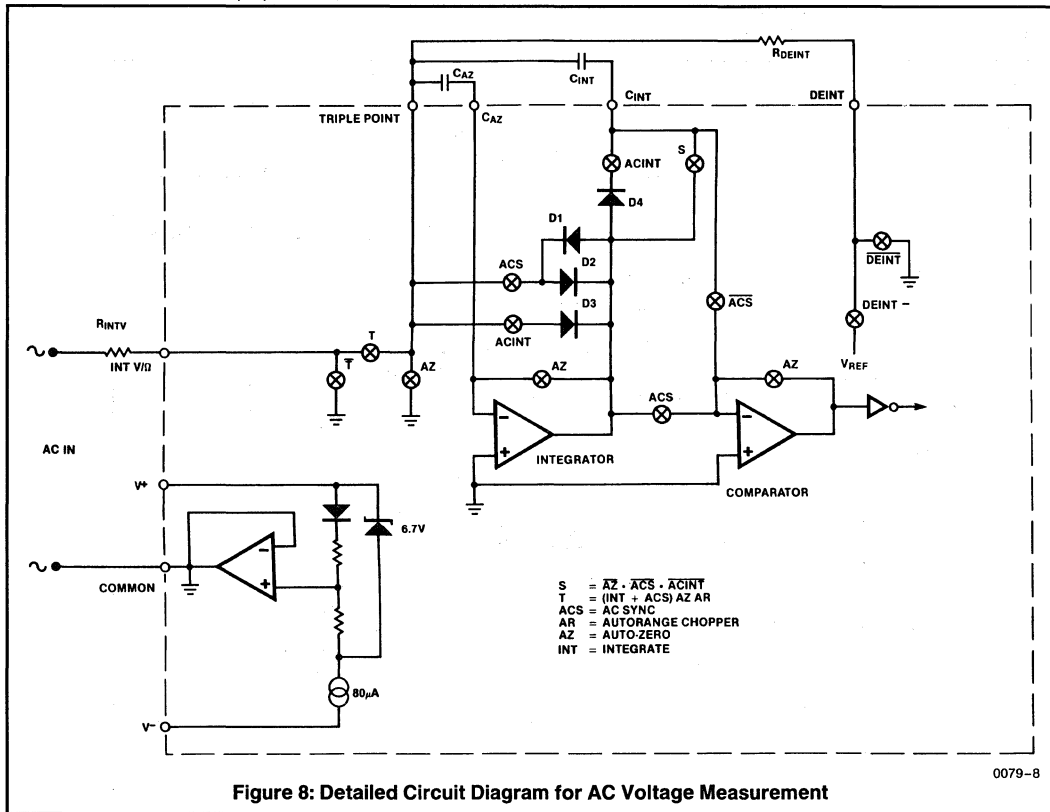 RDEINT
CAZ
CINT
TRIPLE POINT
CAZ
CINT
DEINT
ACINT
S
D4
D1
ACS
D2
D3
ACINT
ACS
DEINT
DEINT -
VREF
RINTV
INT V/Ω
T
T
AZ
AZ
ACS
AZ
-
+
INTEGRATOR
-
+
COMPARATOR
AC IN
V+
6.7V
-
+
COMMON
80μA
V-
S = AZ · ACS · ACINT
T = (INT + ACS) AZ AR
ACS = AC SYNC
AR = AUTORANGE CHOPPER
AZ = AUTO-ZERO
INT = INTEGRATE
0079-8
Figure 8: Detailed Circuit Diagram for AC Voltage Measurement